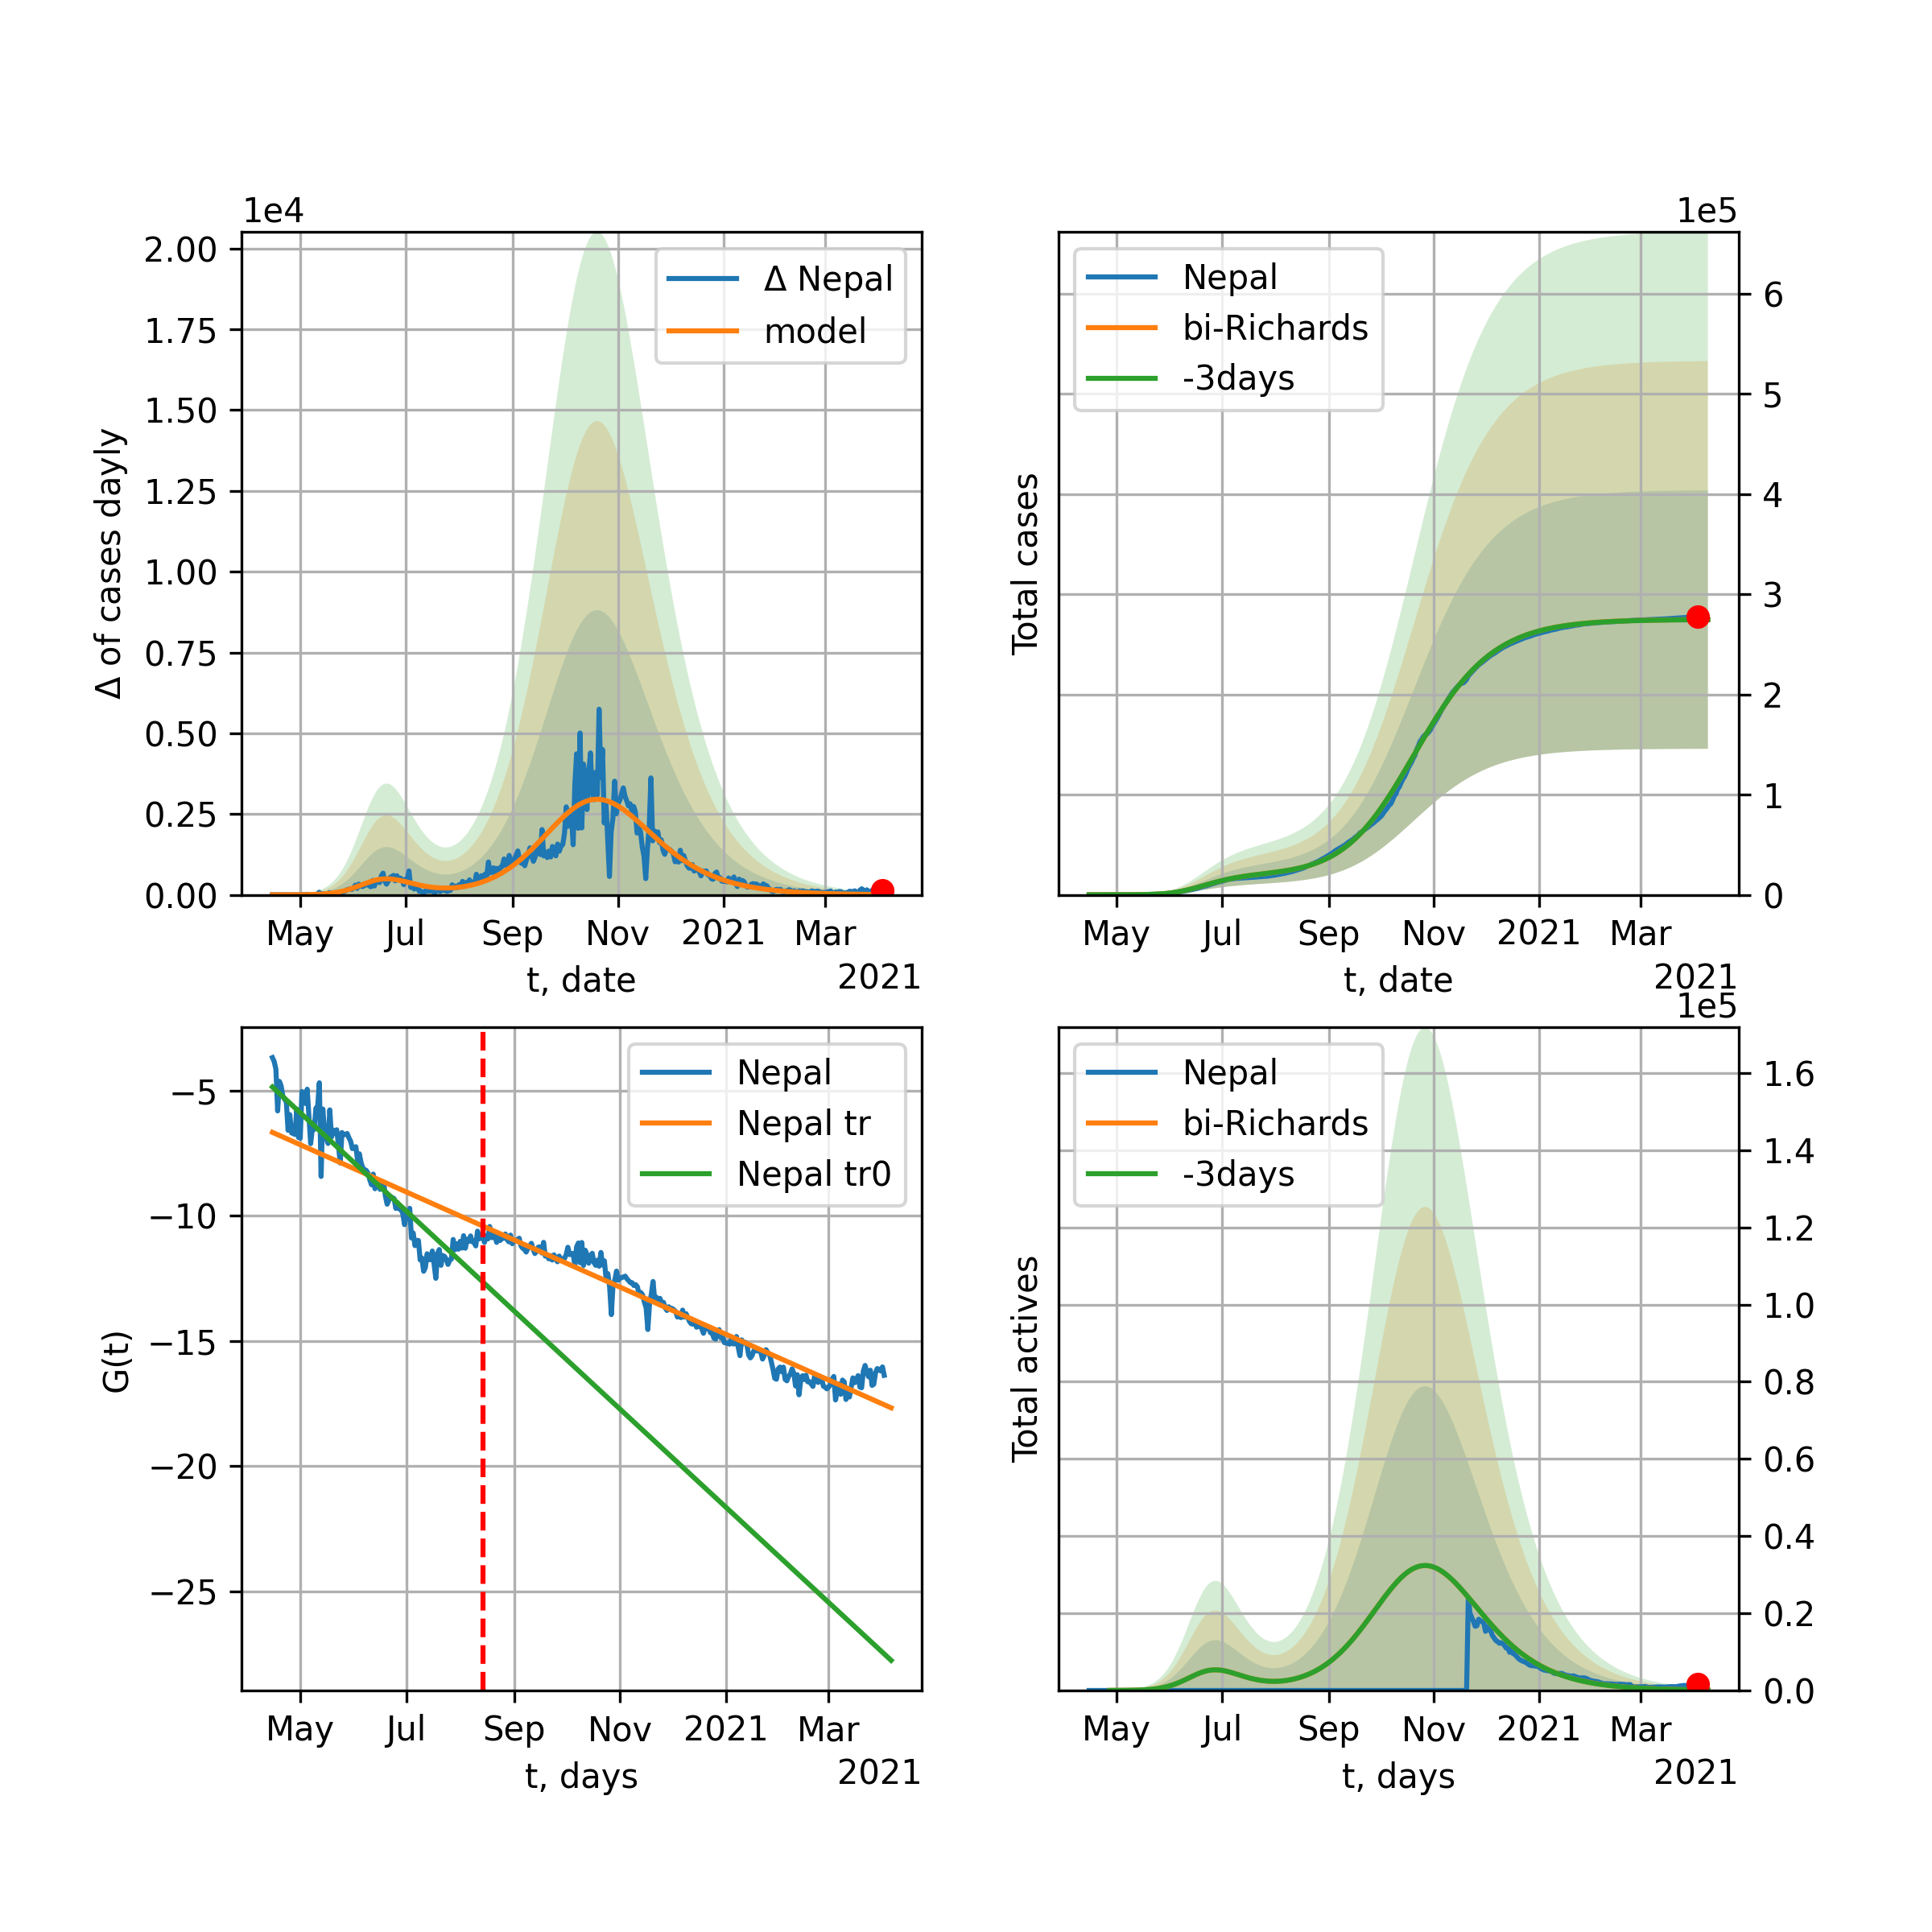 1e4
2.00
1.75
1.50
1.25
1.00
0.75
0.50
0.25
0.00
Δ of cases dayly
Δ Nepal
model
May Jul Sep Nov 2021 Mar
t, date
2021
1e5
6
5
4
3
2
1
0
Total cases
Nepal
bi-Richards
-3days
May Jul Sep Nov 2021 Mar
t, date
2021
−5
−10
−15
−20
−25
G(t)
Nepal
Nepal tr
Nepal tr0
May Jul Sep Nov 2021 Mar
t, days
2021
1e5
1.6
1.4
1.2
1.0
0.8
0.6
0.4
0.2
0.0
Total actives
Nepal
bi-Richards
-3days
May Jul Sep Nov 2021 Mar
t, days
2021